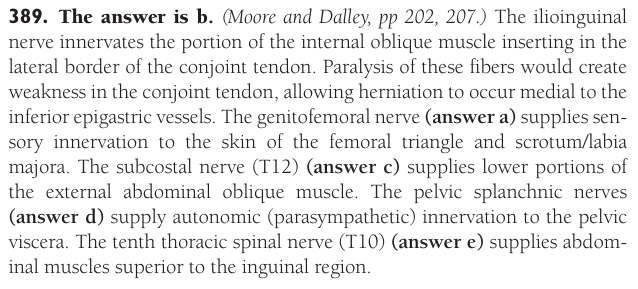 389. The answer is b. (Moore and Dalley, pp 202, 207.) The ilioinguinal
nerve innervates the portion of the internal oblique muscle inserting in the
lateral border of the conjoint tendon. Paralysis of these fibers would create
weakness in the conjoint tendon, allowing herniation to occur medial to the
inferior epigastric vessels. The genitofemoral nerve (answer a) supplies sen-
sory innervation to the skin of the femoral triangle and scrotum/labia
majora. The subcostal nerve (T12) (answer c) supplies lower portions of
the external abdominal oblique muscle. The pelvic splanchnic nerves
(answer d) supply autonomic (parasympathetic) innervation to the pelvic
viscera. The tenth thoracic spinal nerve (T10) (answer e) supplies abdom-
inal muscles superior to the inguinal region.